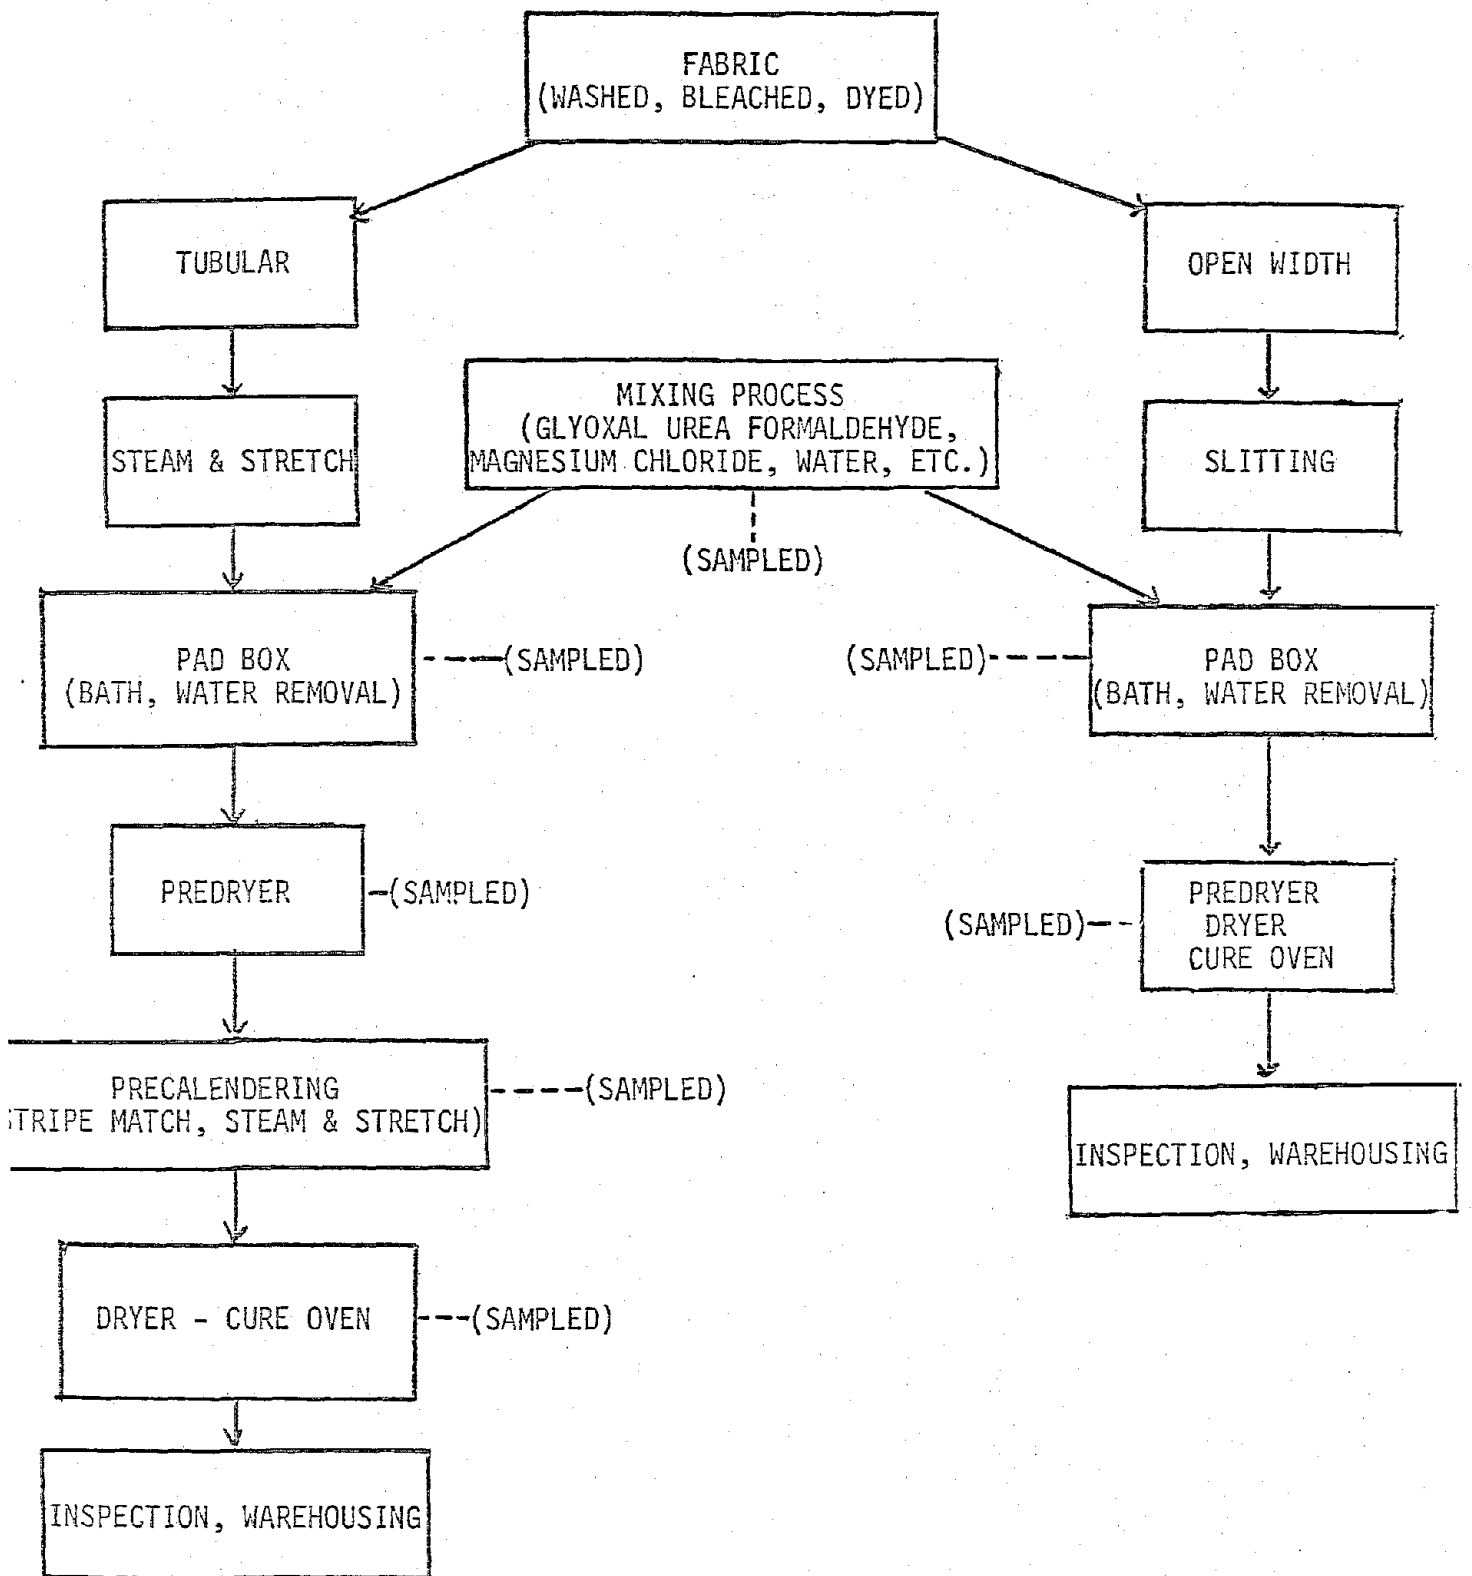 FABRIC
(WASHED, BLEACHED, DYED)
TUBULAR
OPEN WIDTH
MIXING PROCESS
(GLYOXAL UREA FORMALDEHYDE,
MAGNESIUM CHLORIDE, WATER, ETC.)
STEAM & STRETCH
SLITTING
(SAMPLED)
PAD BOX
(BATH, WATER REMOVAL)
(SAMPLED)
(SAMPLED)
PAD BOX
(BATH, WATER REMOVAL)
PREDRYER
(SAMPLED)
(SAMPLED)
PREDRYER
DRYER
CURE OVEN
PRECALENDERING
TRIPE MATCH, STEAM & STRETCH)
(SAMPLED)
INSPECTION, WAREHOUSING
DRYER - CURE OVEN
(SAMPLED)
INSPECTION, WAREHOUSING